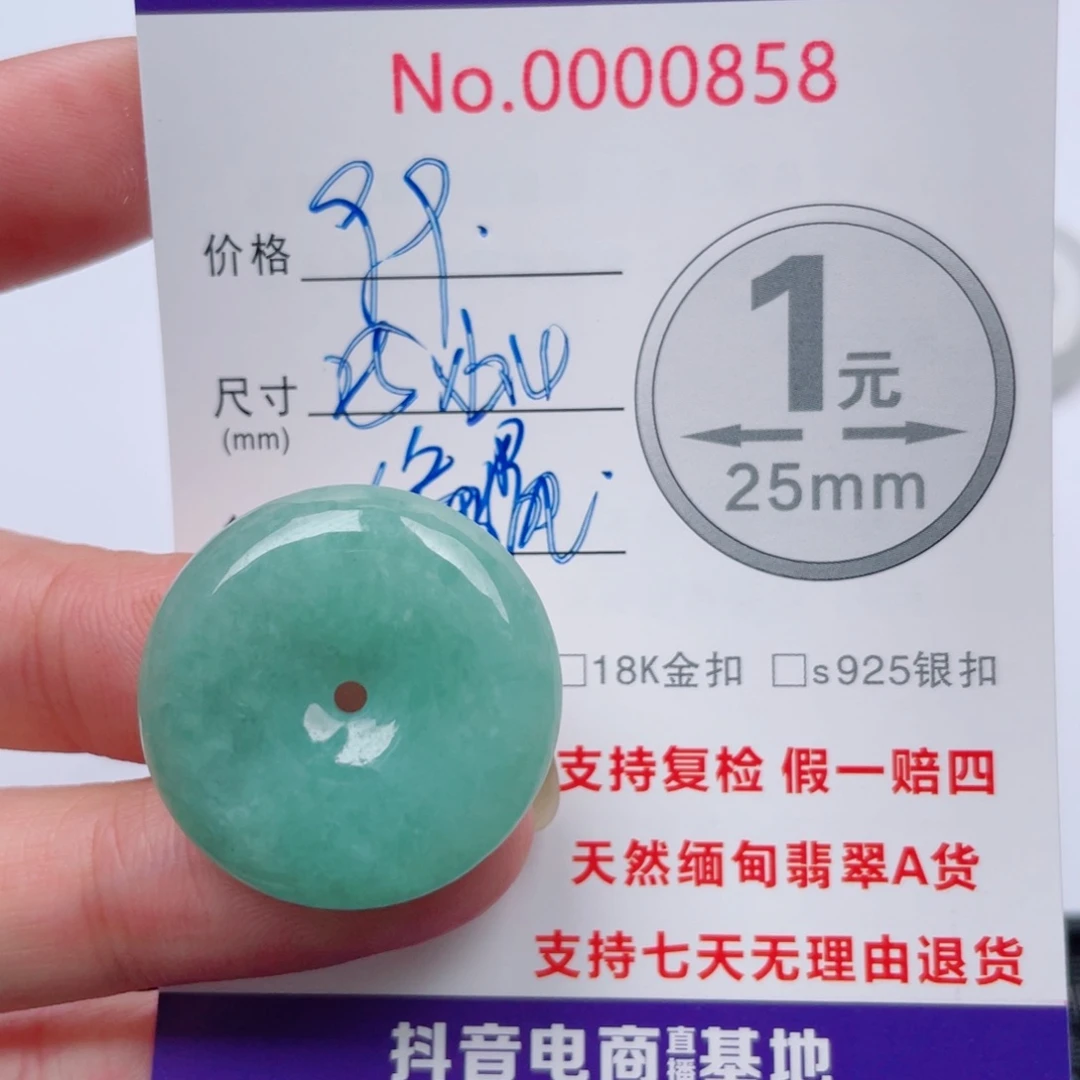 No.0000858
价格 99.
尺寸
(mm)
1元
25mm
□18K金扣 □s925银扣
支持复检 假一赔四
天然缅甸翡翠A货
支持七天无理由退货
抖音电商直播基地